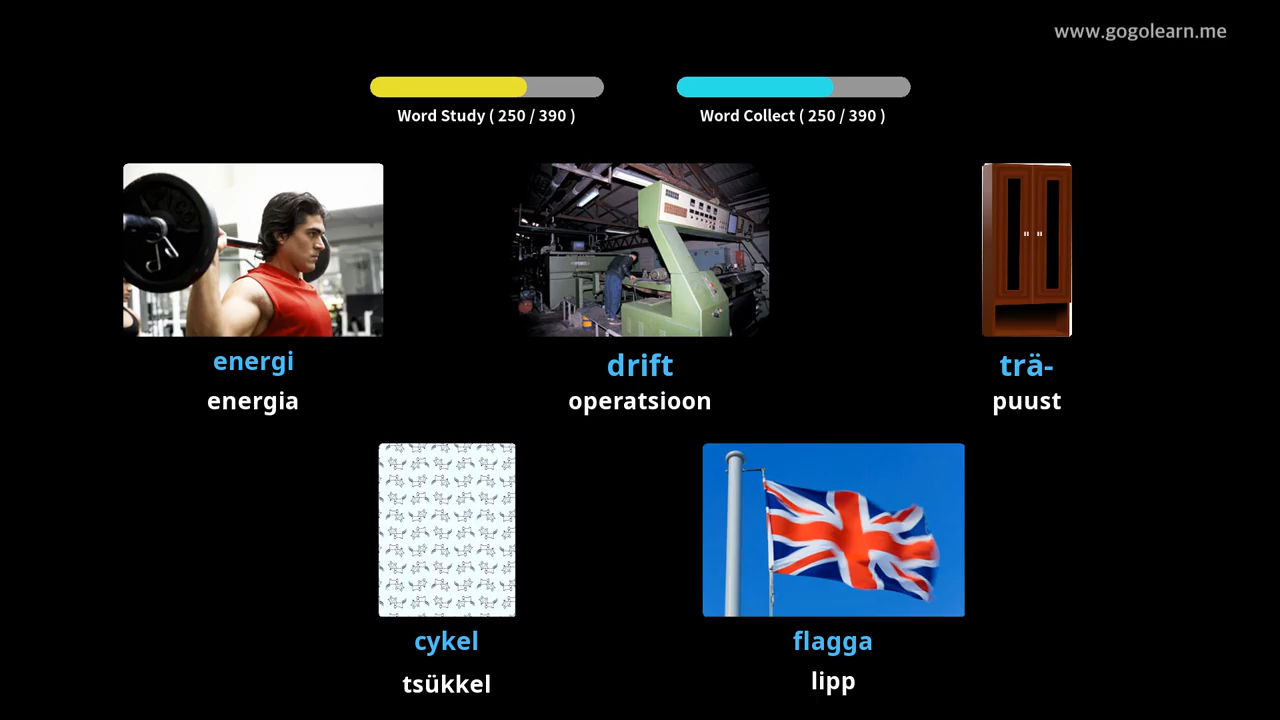 www.gogolearn.me
Word Study ( 250 / 390 )
Word Collect ( 250 / 390 )
energi
energia
drift
operatsioon
trä-
puust
cykel
tsükkel
flagga
lipp